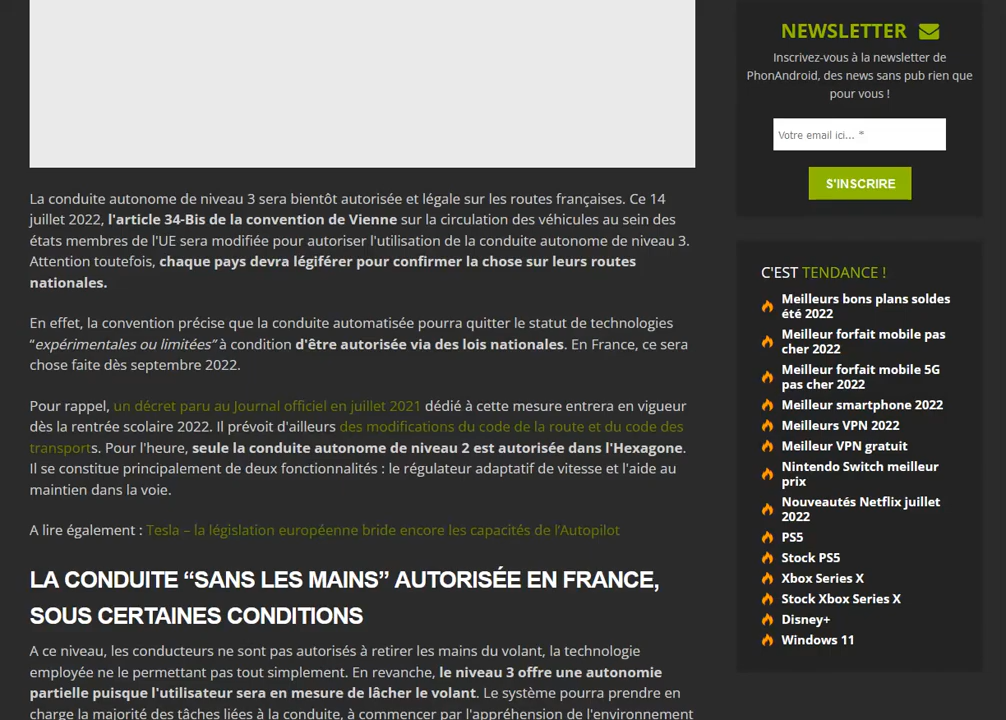 La conduite autonome de niveau 3 sera bientôt autorisée et légale sur les routes françaises. Ce 14
juillet 2022, l'article 34-Bis de la convention de Vienne sur la circulation des véhicules au sein des
états membres de l'UE sera modifiée pour autoriser l'utilisation de la conduite autonome de niveau 3.
Attention toutefois, chaque pays devra légiférer pour confirmer la chose sur leurs routes
nationales.
En effet, la convention précise que la conduite automatisée pourra quitter le statut de technologies
“expérimentales ou limitées” à condition d'être autorisée via des lois nationales. En France, ce sera
chose faite dès septembre 2022.
Pour rappel, un décret paru au Journal officiel en juillet 2021 dédié à cette mesure entrera en vigueur
dès la rentrée scolaire 2022. Il prévoit d'ailleurs des modifications du code de la route et du code des
transports. Pour l'heure, seule la conduite autonome de niveau 2 est autorisée dans l'Hexagone.
Il se constitue principalement de deux fonctionnalités : le régulateur adaptatif de vitesse et l'aide au
maintien dans la voie.
A lire également : Tesla – la législation européenne bride encore les capacités de l’Autopilot
LA CONDUITE “SANS LES MAINS” AUTORISÉE EN FRANCE,
SOUS CERTAINES CONDITIONS
A ce niveau, les conducteurs ne sont pas autorisés à retirer les mains du volant, la technologie
employée ne le permettant pas tout simplement. En revanche, le niveau 3 offre une autonomie
partielle puisque l'utilisateur sera en mesure de lâcher le volant. Le système pourra prendre en
charge la majorité des tâches liées à la conduite, à commencer par l'appréhension de l'environnement
NEWSLETTER
Inscrivez-vous à la newsletter de
PhonAndroid, des news sans pub rien que
pour vous !
Votre email ici... *
S'INSCRIRE
C'EST TENDANCE !
Meilleurs bons plans soldes
été 2022
Meilleur forfait mobile pas
cher 2022
Meilleur forfait mobile 5G
pas cher 2022
Meilleur smartphone 2022
Meilleurs VPN 2022
Meilleur VPN gratuit
Nintendo Switch meilleur
prix
Nouveautés Netflix juillet
2022
PS5
Stock PS5
Xbox Series X
Stock Xbox Series X
Disney+
Windows 11